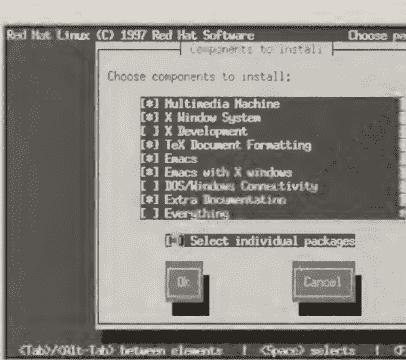 Red Hat Linux (C) 1997 Red Hat Software Choose pa
Components to Install
Choose components to install:
[*] Multimedia Machine
[*] X Window System
[ ] X Development
[*] TeX Document Formatting
[*] Emacs
[*] Emacs with X windows
[ ] DOS/Windows Connectivity
[*] Extra Documentation
[ ] Everything
[*] Select individual packages
Ok Cancel
<Tab>/<Alt-Tab> between elements | <Space> selects |